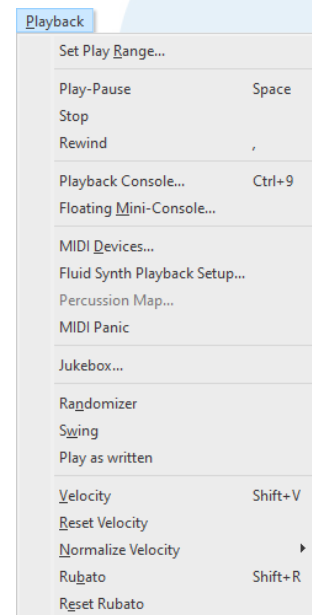 Playback
Set Play Range...
Play-Pause Space
Stop
Rewind ,
Playback Console... Ctrl+9
Floating Mini-Console...
MIDI Devices...
Fluid Synth Playback Setup...
Percussion Map...
MIDI Panic
Jukebox...
Randomizer
Swing
Play as written
Velocity Shift+V
Reset Velocity
Normalize Velocity
Rubato Shift+R
Reset Rubato